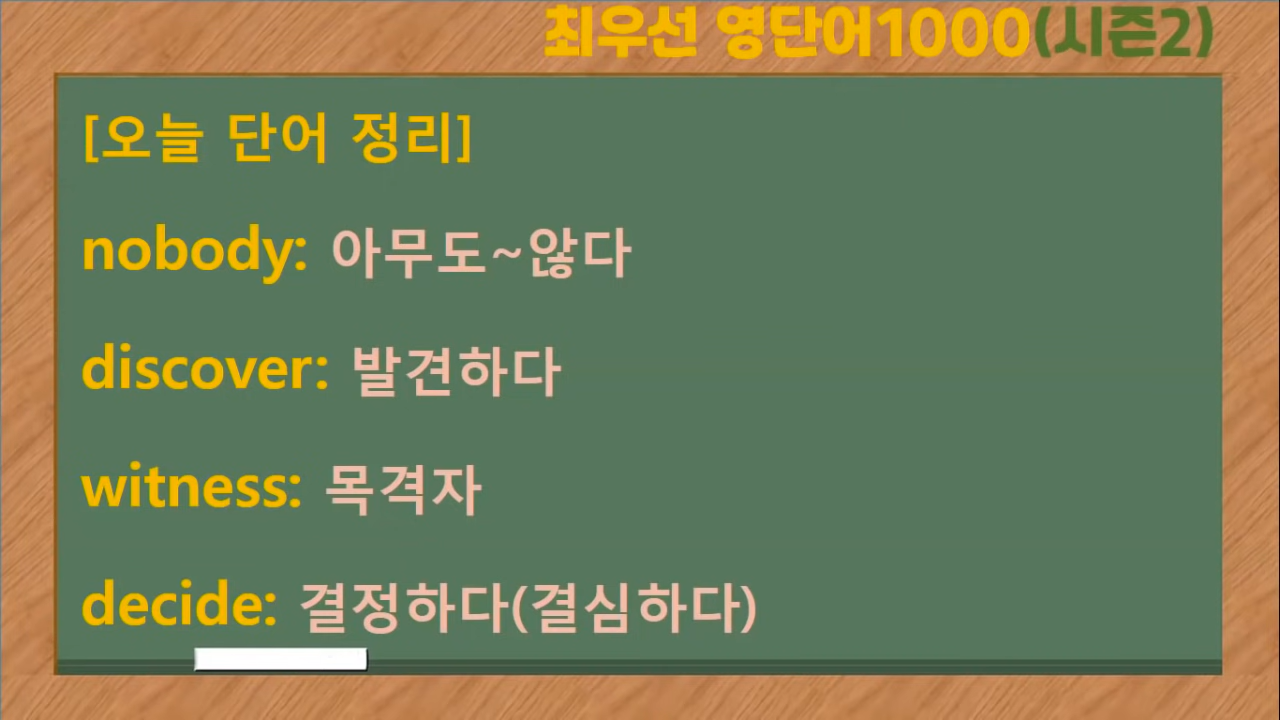 최우선 영단어1000(시즌2)
[오늘 단어 정리]
nobody: 아무도~않다
discover: 발견하다
witness: 목격자
decide: 결정하다(결심하다)